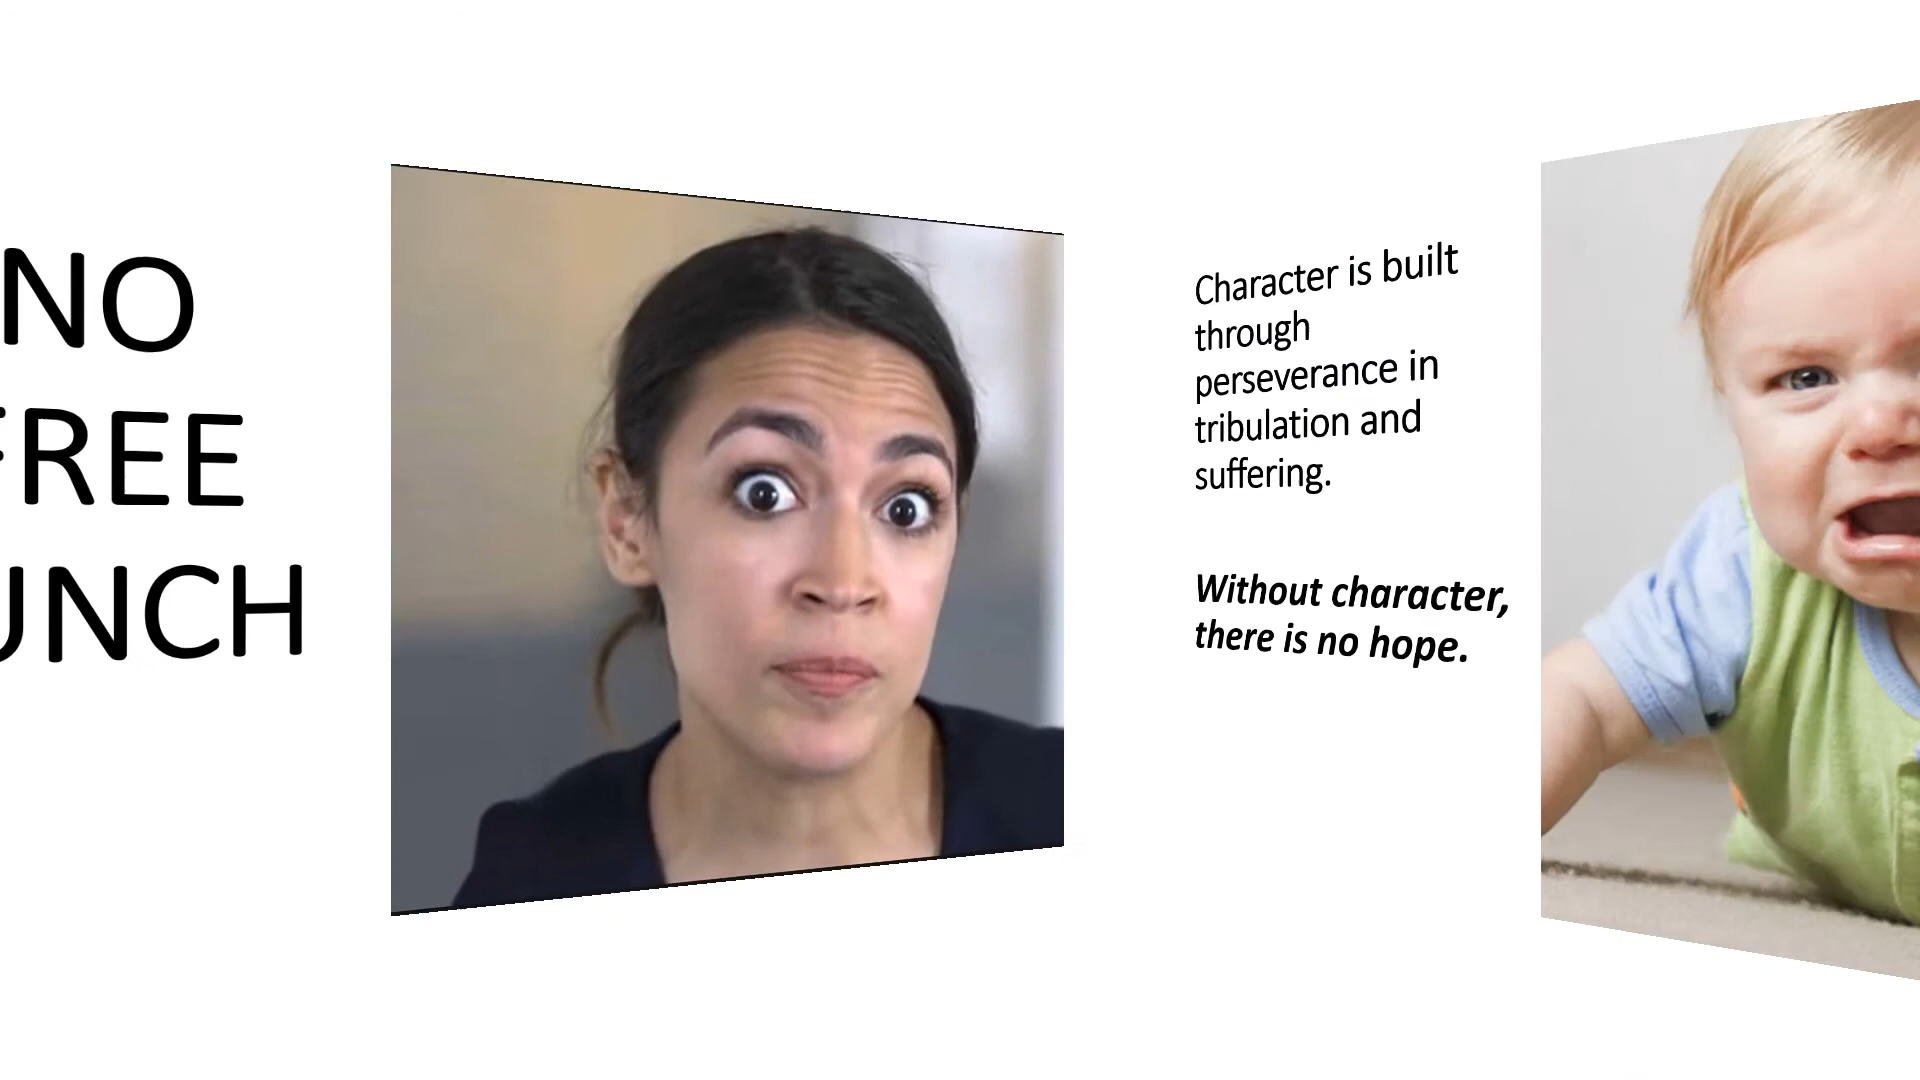 NO
FREE
UNCH
Character is built
through
perseverance in
tribulation and
suffering.
Without character,
there is no hope.